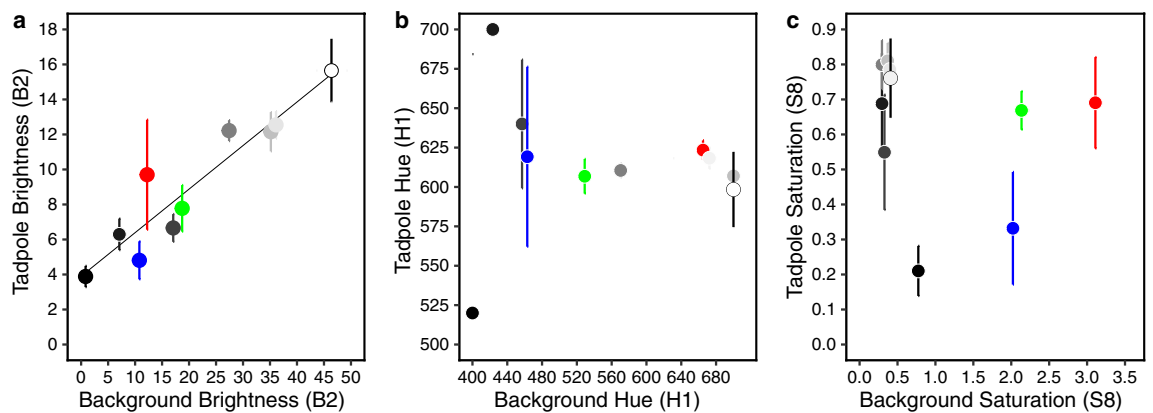 a
18
16
14
12
10
8
6
4
2
0
Tadpole Brightness (B2)
0 5 10 15 20 25 30 35 40 45 50
Background Brightness (B2)
b
700
675
650
625
600
575
550
525
500
Tadpole Hue (H1)
400 440 480 520 560 600 640 680
Background Hue (H1)
c
0.9
0.8
0.7
0.6
0.5
0.4
0.3
0.2
0.1
0.0
Tadpole Saturation (S8)
0.0 0.5 1.0 1.5 2.0 2.5 3.0 3.5
Background Saturation (S8)